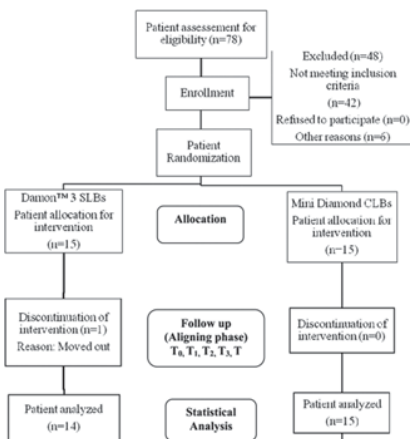 Patient assessment for
eligibility (n=78)
Excluded (n=48)
Not meeting inclusion
criteria
(n=42)
Refused to participate (n=0)
Other reasons (n=6)
Enrollment
Patient
Randomization
Damon™ 3 SLBs
Patient allocation for
intervention
(n=15)
Allocation
Mini Diamond CLBs
Patient allocation for
intervention
(n=15)
Discontinuation of
intervention (n=1)
Reason: Moved out
Follow up
(Aligning phase)
T₀, T₁, T₂, T₃, T
Discontinuation of
intervention (n=0)
Patient analyzed
(n=14)
Statistical
Analysis
Patient analyzed
(n=15)